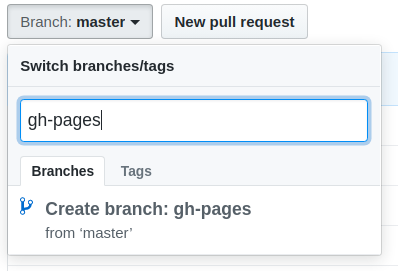 Branch: master
New pull request
Switch branches/tags
gh-pages
Branches
Tags
Create branch: gh-pages
from ‘master’